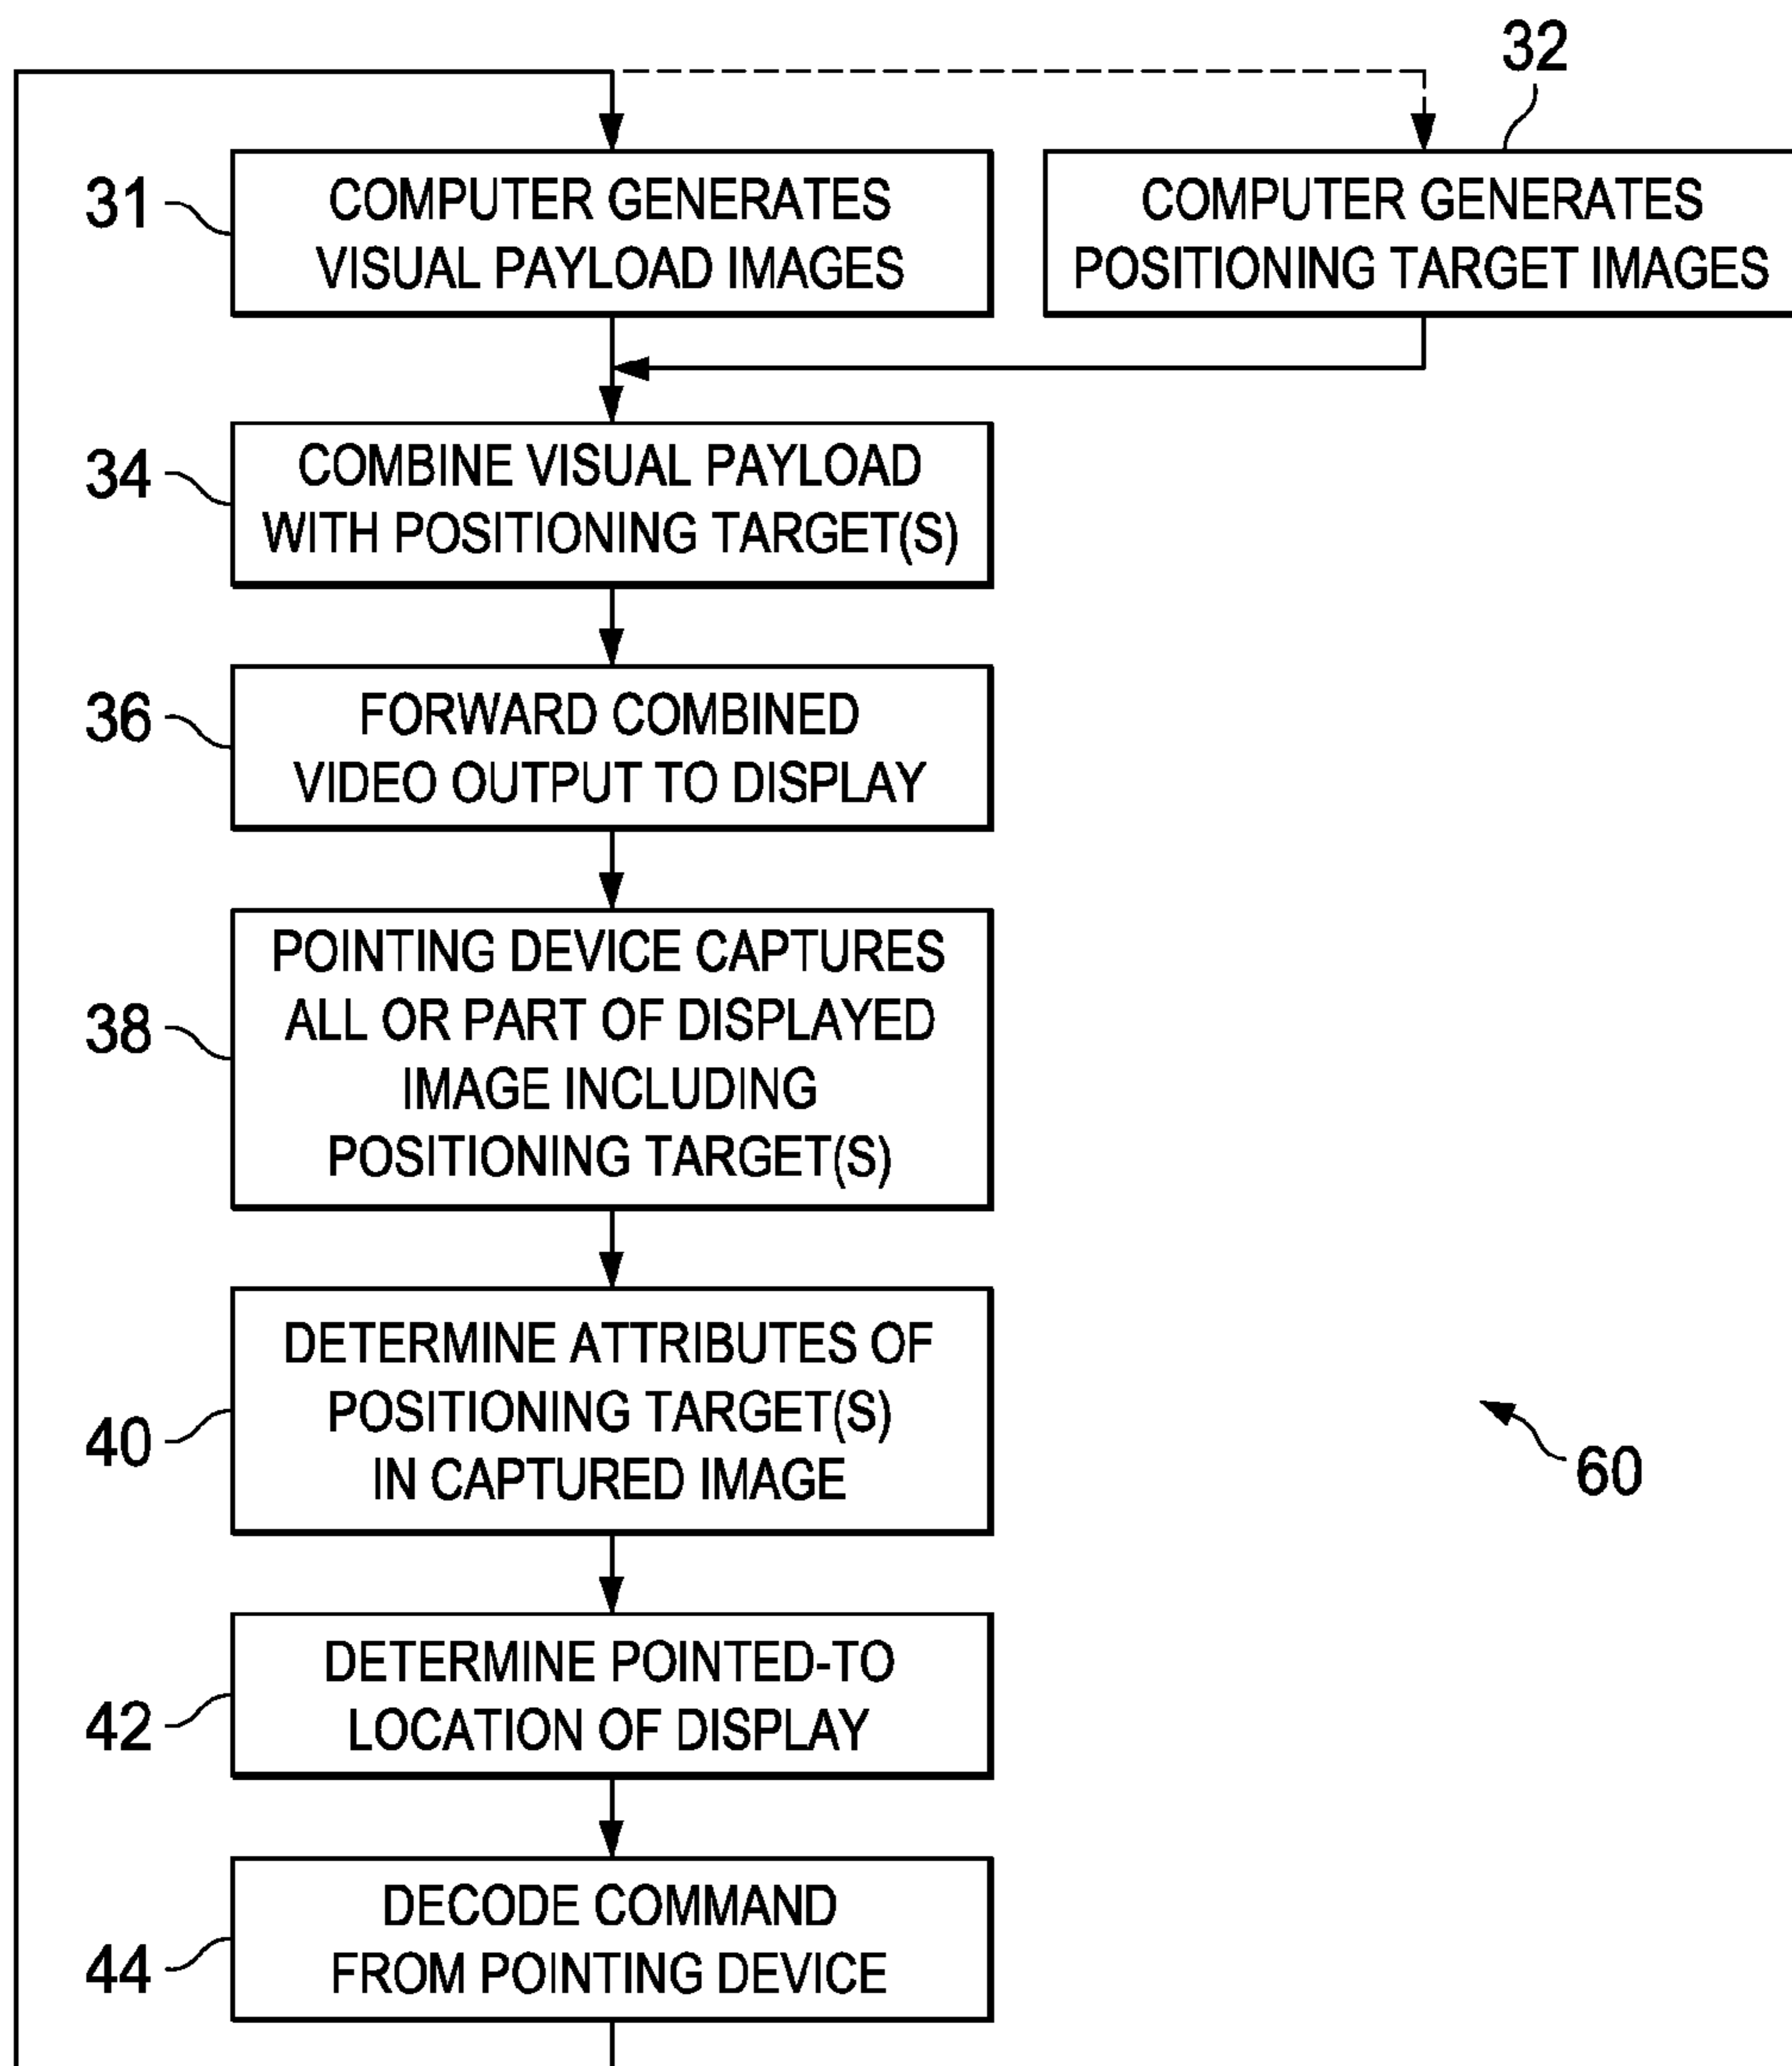 32
31
COMPUTER GENERATES
VISUAL PAYLOAD IMAGES
COMPUTER GENERATES
POSITIONING TARGET IMAGES
34
COMBINE VISUAL PAYLOAD
WITH POSITIONING TARGET(S)
36
FORWARD COMBINED
VIDEO OUTPUT TO DISPLAY
38
POINTING DEVICE CAPTURES
ALL OR PART OF DISPLAYED
IMAGE INCLUDING
POSITIONING TARGET(S)
40
DETERMINE ATTRIBUTES OF
POSITIONING TARGET(S)
IN CAPTURED IMAGE
60
42
DETERMINE POINTED-TO
LOCATION OF DISPLAY
44
DECODE COMMAND
FROM POINTING DEVICE